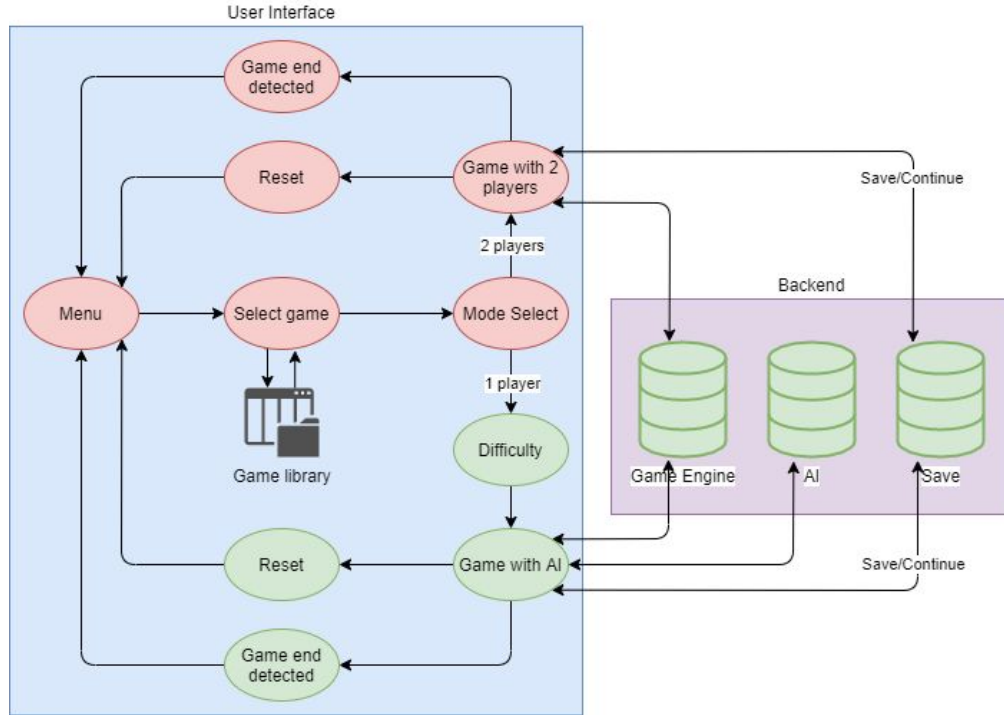 User Interface
Game end
detected
Reset
Game with 2
players
Save/Continue
2 players
Backend
Menu
Select game
Mode Select
1 player
Game library
Difficulty
Game Engine
AI
Save
Reset
Game with AI
Save/Continue
Game end
detected